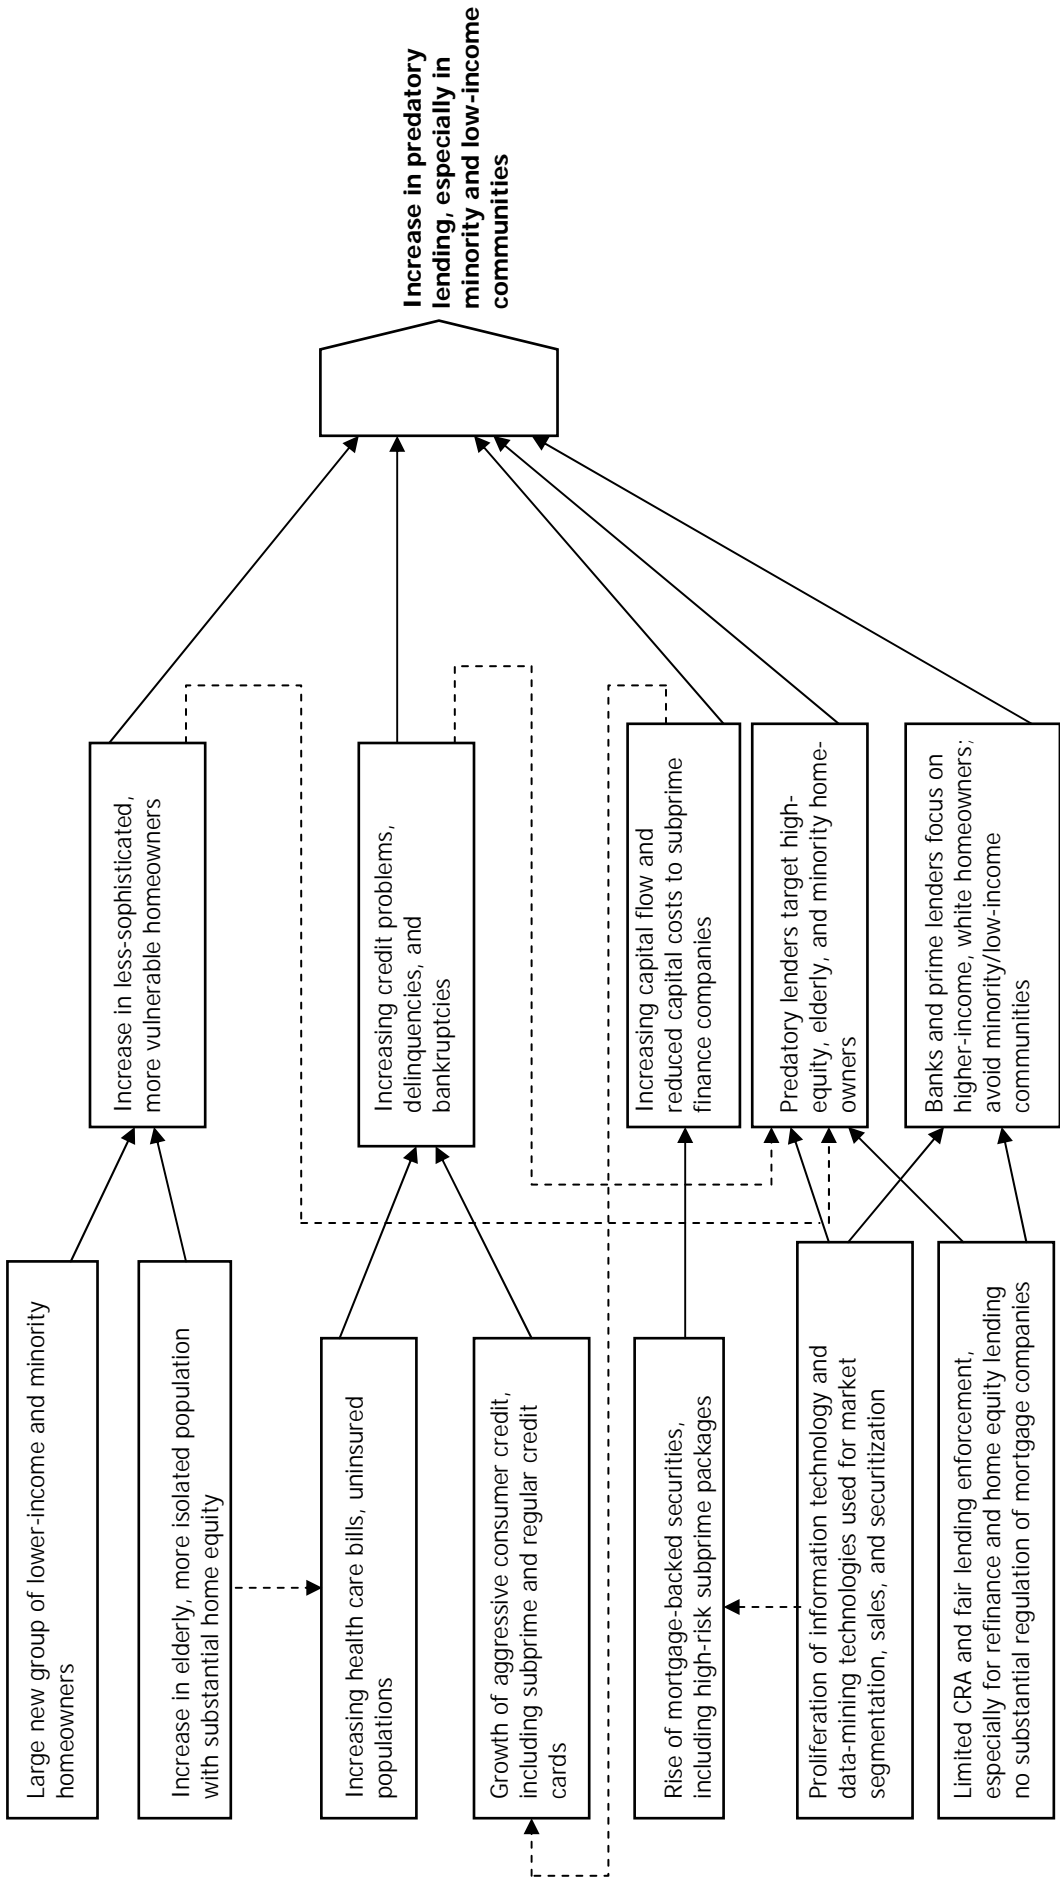 Large new group of lower-income and minority
homeowners
Increase in elderly, more isolated population
with substantial home equity
Increasing health care bills, uninsured
populations
Growth of aggressive consumer credit,
including subprime and regular credit
cards
Rise of mortgage-backed securities,
including high-risk subprime packages
Proliferation of information technology and
data-mining technologies used for market
segmentation, sales, and securitization
Limited CRA and fair lending enforcement,
especially for refinance and home equity lending
no substantial regulation of mortgage companies
Increase in less-sophisticated,
more vulnerable homeowners
Increasing credit problems,
delinquencies, and
bankruptcies
Increasing capital flow and
reduced capital costs to subprime
finance companies
Predatory lenders target high-
equity, elderly, and minority home-
owners
Banks and prime lenders focus on
higher-income, white homeowners;
avoid minority/low-income
communities
Increase in predatory
lending, especially in
minority and low-income
communities